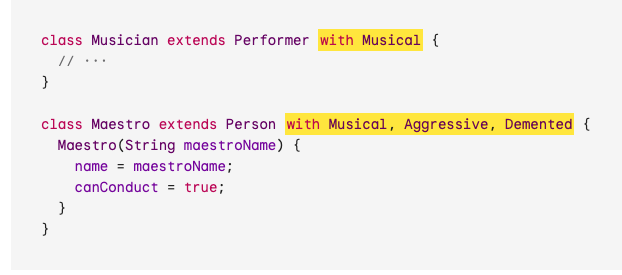 class Musician extends Performer with Musical {
  // ···
}
class Maestro extends Person with Musical, Aggressive, Demented {
  Maestro(String maestroName) {
    name = maestroName;
    canConduct = true;
  }
}